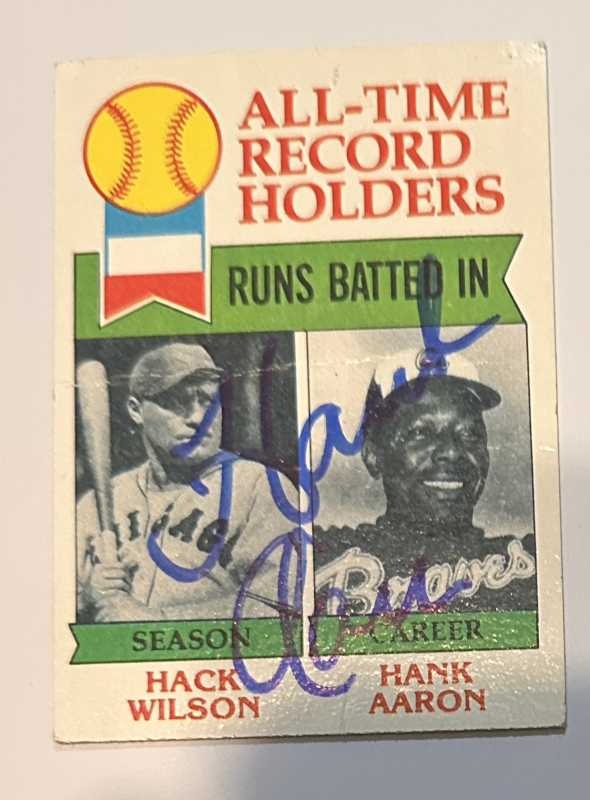 ALL-TIME
RECORD
HOLDERS
RUNS BATTED IN
Hank
Aaron
CHICAGO
Braves
SEASON
CAREER
HACK
WILSON
HANK
AARON